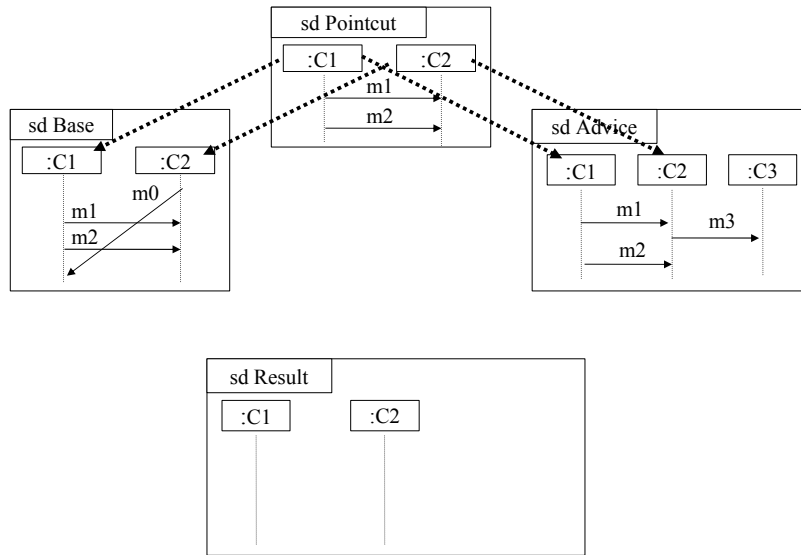 sd Pointcut
:C1 :C2
m1
m2
sd Base
:C1 :C2
m0
m1
m2
sd Advice
:C1 :C2 :C3
m1
m3
m2
sd Result
:C1 :C2